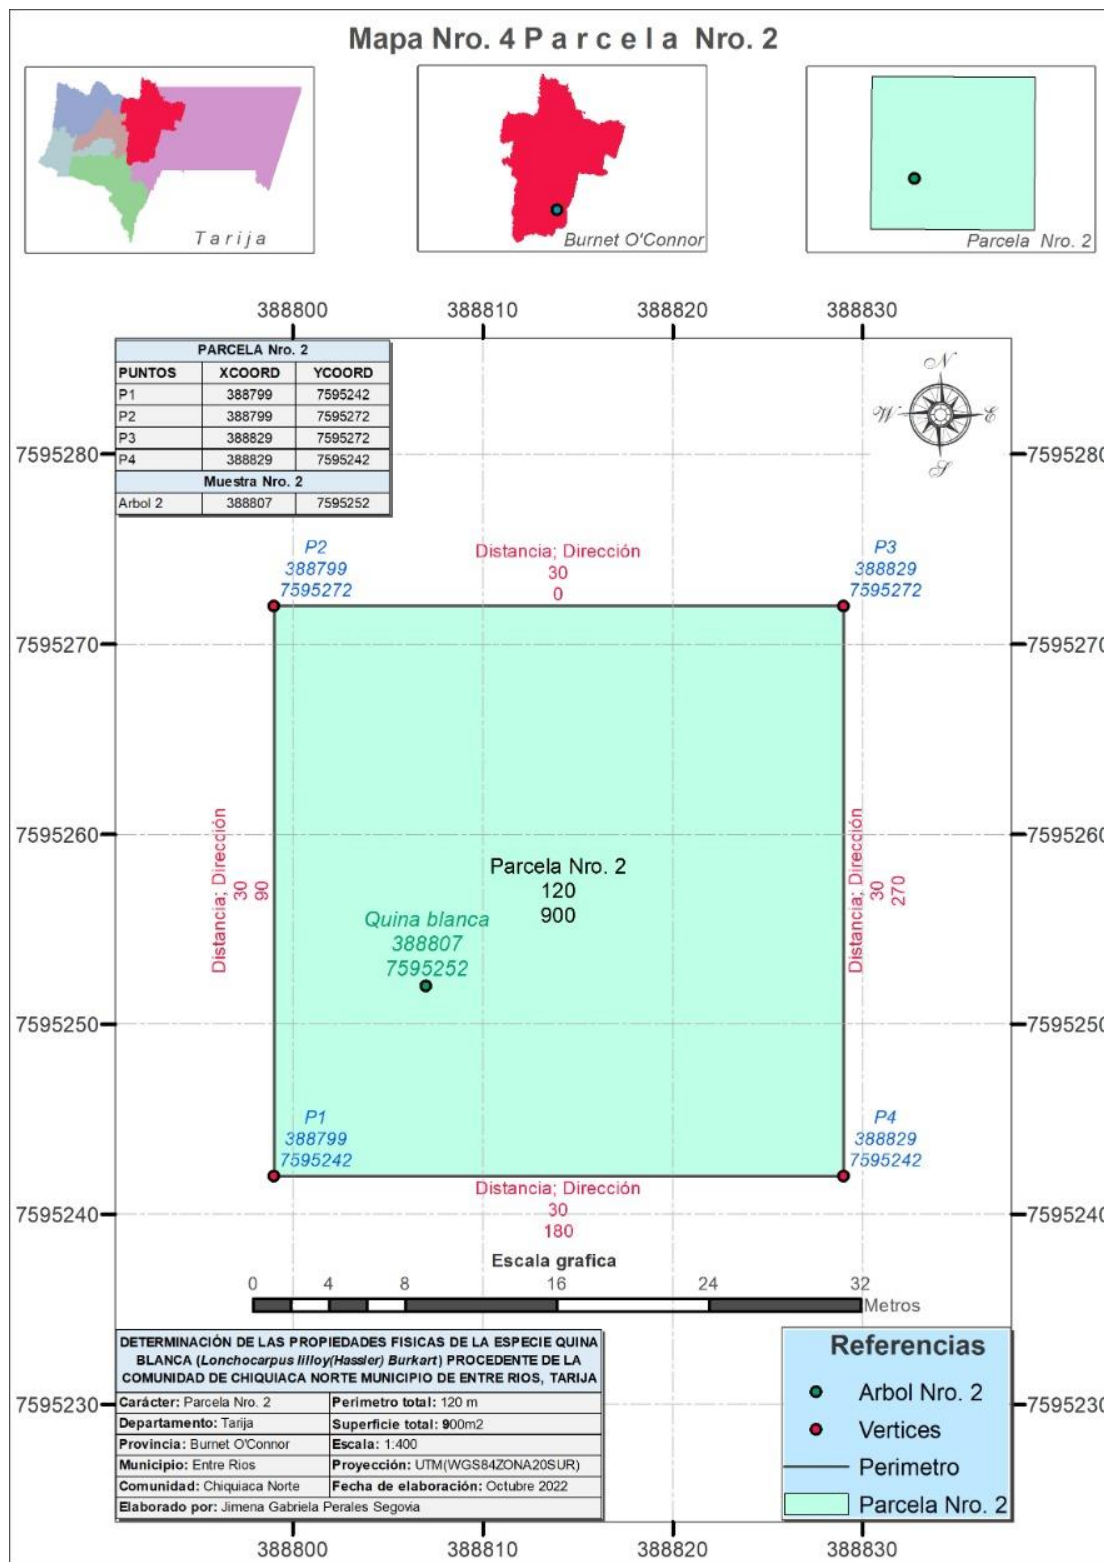 Mapa Nro. 4 P a r c e l a Nro. 2
T a r i j a
Burnet O'Connor
Parcela Nro. 2
388800 388810 388820 388830
PARCELA Nro. 2
PUNTOS XCOORD YCOORD
P1 388799 7595242
P2 388799 7595272
P3 388829 7595272
P4 388829 7595242
Muestra Nro. 2
Arbol 2 388807 7595252
N
W E
S
7595280 7595280
P2
388799
7595272
Distancia; Dirección
30
0
P3
388829
7595272
7595270 7595270
7595260 7595260
Distancia; Dirección
30
90
Parcela Nro. 2
120
900
Distancia; Dirección
30
270
Quina blanca
388807
7595252
7595250 7595250
P1
388799
7595242
P4
388829
7595242
Distancia; Dirección
30
180
7595240 7595240
Escala grafica
0 4 8 16 24 32
Metros
DETERMINACIÓN DE LAS PROPIEDADES FISICAS DE LA ESPECIE QUINA
BLANCA (Lonchocarpus lilloy(Hassler) Burkart) PROCEDENTE DE LA
COMUNIDAD DE CHIQUIACA NORTE MUNICIPIO DE ENTRE RIOS, TARIJA
Carácter: Parcela Nro. 2 Perimetro total: 120 m
Departamento: Tarija Superficie total: 900m2
Provincia: Burnet O'Connor Escala: 1:400
Municipio: Entre Rios Proyección: UTM(WGS84ZONA20SUR)
Comunidad: Chiquiaca Norte Fecha de elaboración: Octubre 2022
Elaborado por: Jimena Gabriela Perales Segovia
7595230 7595230
Referencias
Arbol Nro. 2
Vertices
Perimetro
Parcela Nro. 2
388800 388810 388820 388830